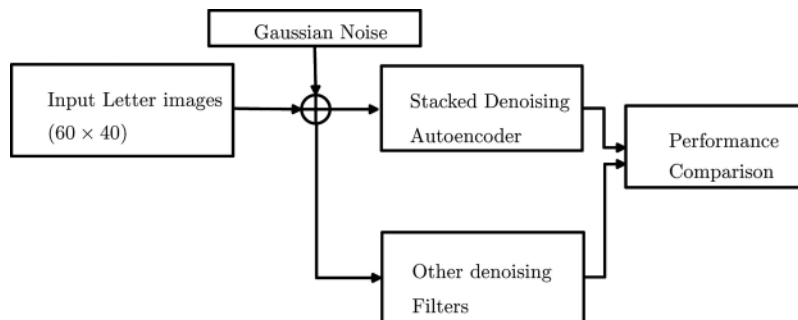 Gaussian Noise
Input Letter images
(60 × 40)
Stacked Denoising
Autoencoder
Performance
Comparison
Other denoising
Filters